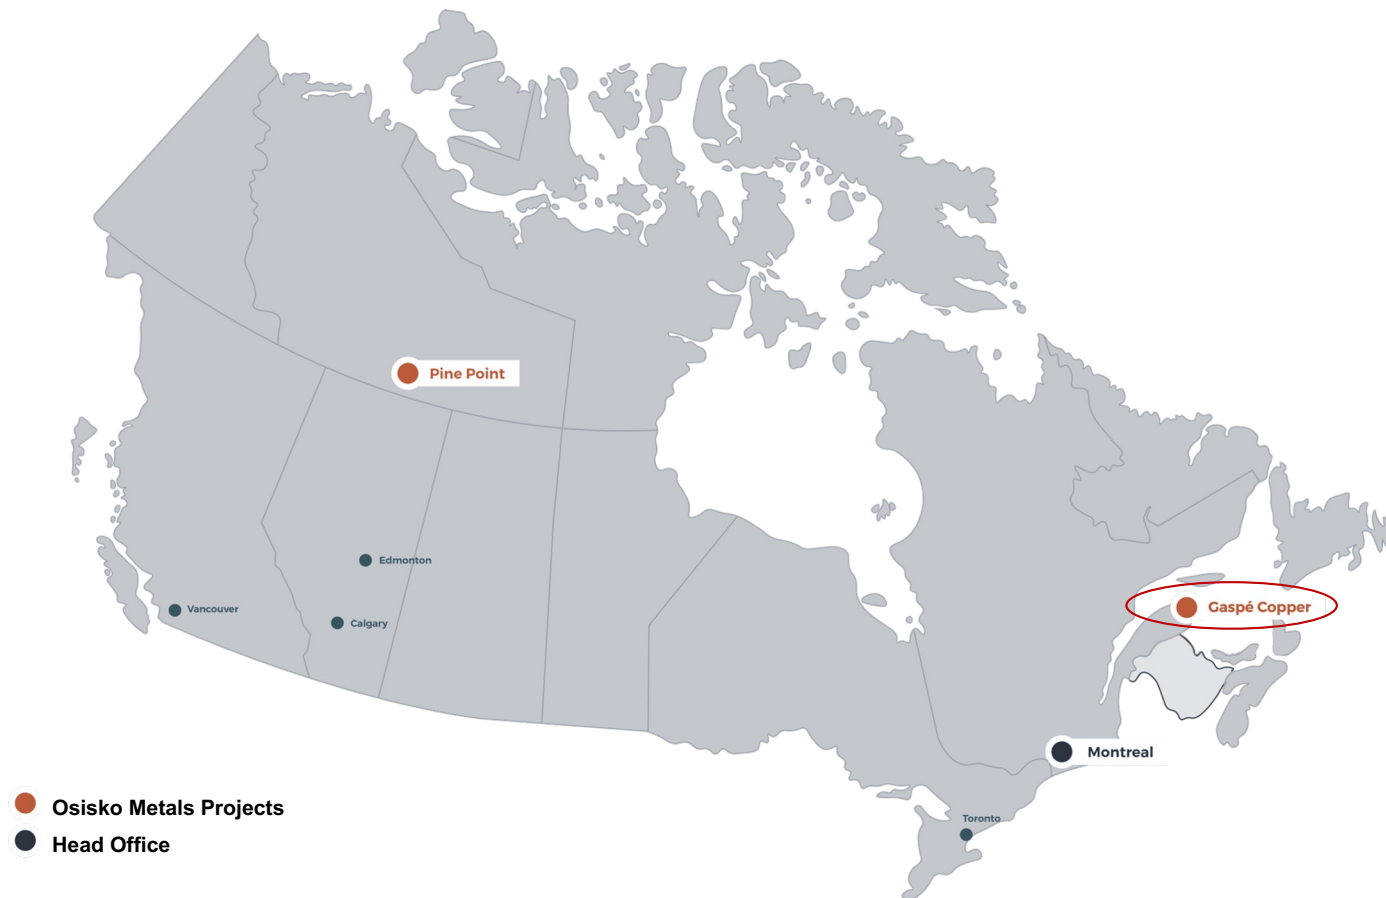 Pine Point
Edmonton
Vancouver
Calgary
Gaspé Copper
Montreal
Toronto
Osisko Metals Projects
Head Office